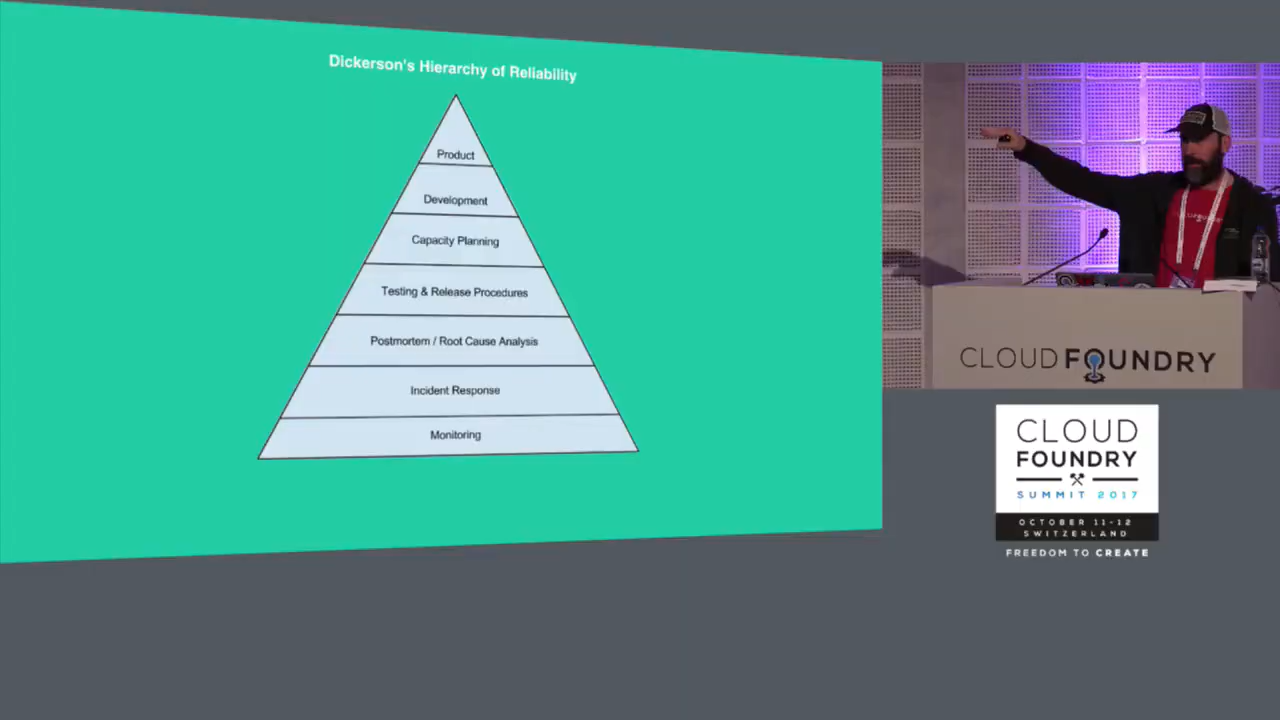 Dickerson's Hierarchy of Reliability
Product
Development
Capacity Planning
Testing & Release Procedures
Postmortem / Root Cause Analysis
Incident Response
Monitoring
CLOUD FOUNDRY
CLOUD
FOUNDRY
SUMMIT 2017
OCTOBER 11-12
SWITZERLAND
FREEDOM TO CREATE